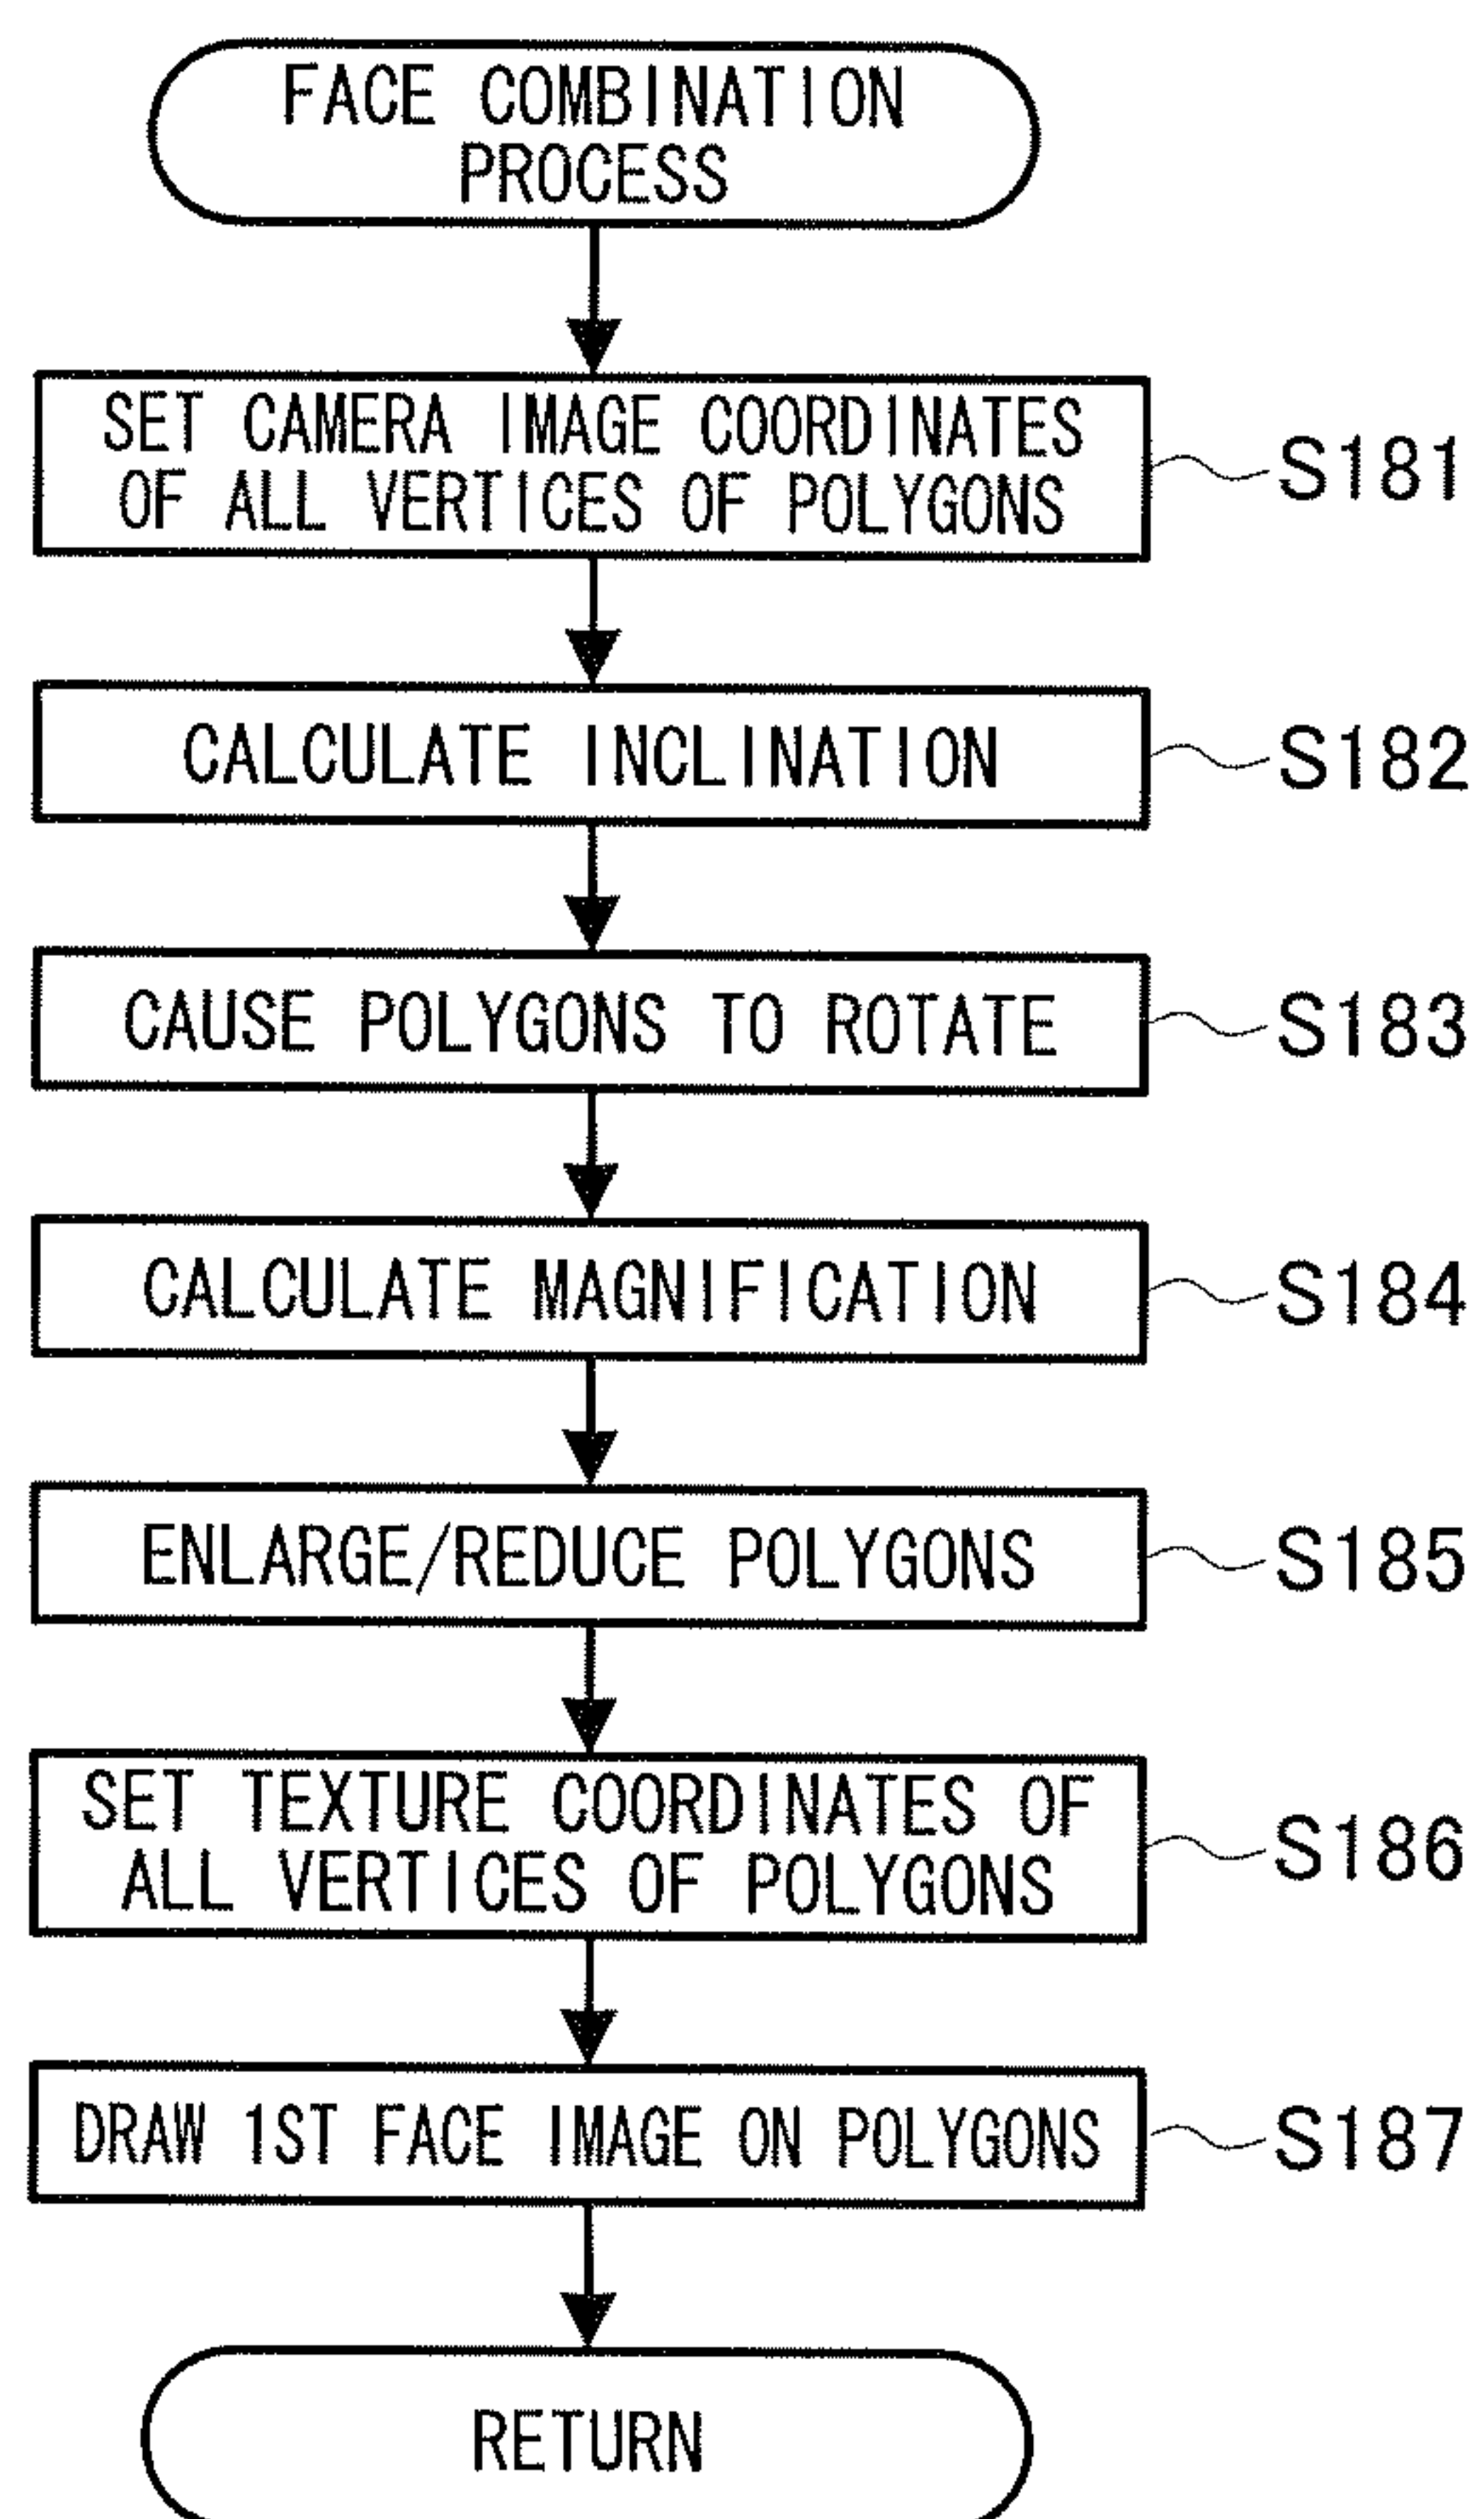 FACE COMBINATION
PROCESS
SET CAMERA IMAGE COORDINATES
OF ALL VERTICES OF POLYGONS
S181
CALCULATE INCLINATION
S182
CAUSE POLYGONS TO ROTATE
S183
CALCULATE MAGNIFICATION
S184
ENLARGE/REDUCE POLYGONS
S185
SET TEXTURE COORDINATES OF
ALL VERTICES OF POLYGONS
S186
DRAW 1ST FACE IMAGE ON POLYGONS
S187
RETURN